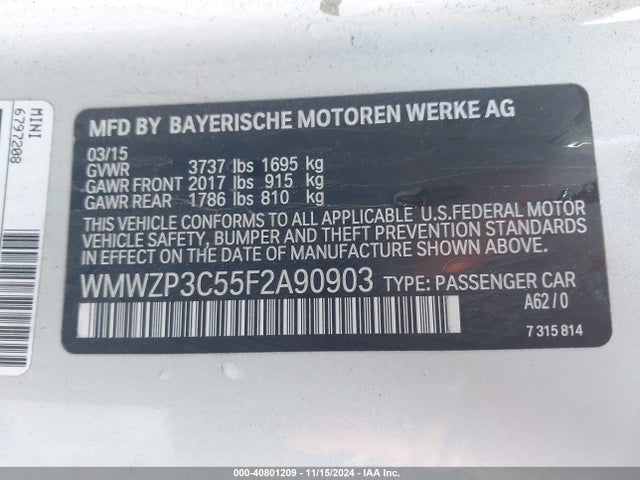 MINI
6797208
MFD BY BAYERISCHE MOTOREN WERKE AG
03/15
GVWR 3737 lbs 1695 kg
GAWR FRONT 2017 lbs 915 kg
GAWR REAR 1786 lbs 810 kg
THIS VEHICLE CONFORMS TO ALL APPLICABLE U.S.FEDERAL MOTOR
VEHICLE SAFETY, BUMPER AND THEFT PREVENTION STANDARDS
IN EFFECT ON THE DATE OF MANUFACTURE SHOWN ABOVE.
WMWZP3C55F2A90903 TYPE: PASSENGER CAR
A62/0
7 315 814
000-40801209 - 11/15/2024 - IAA Inc.